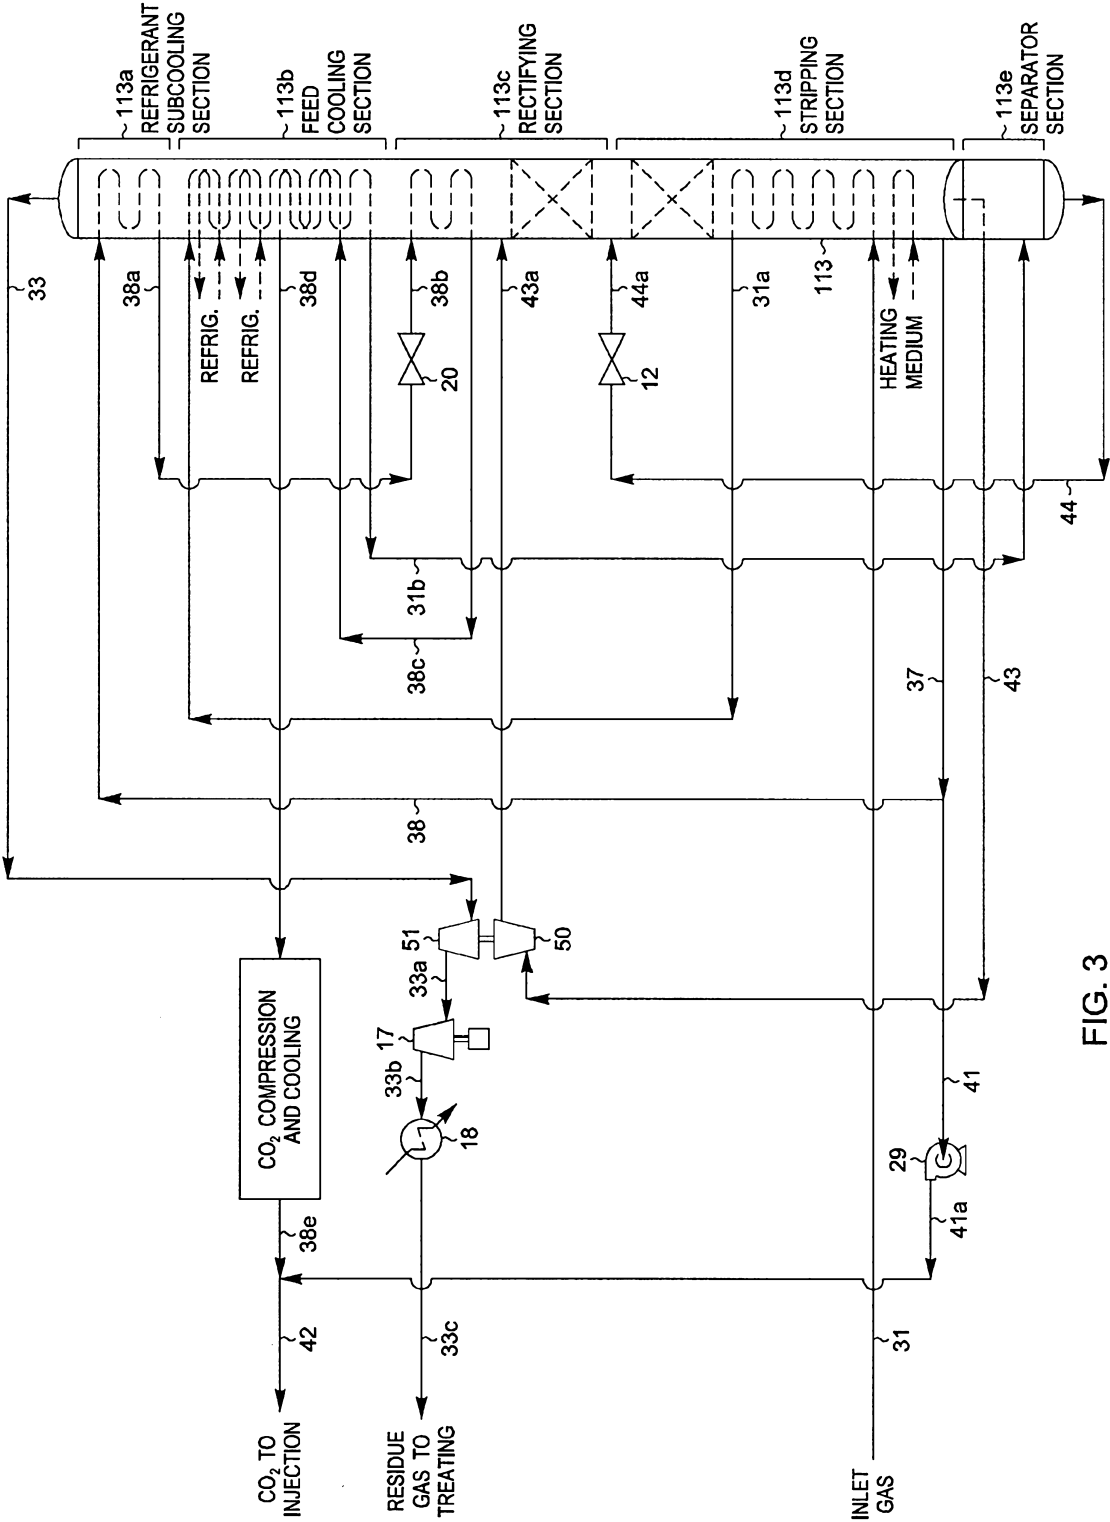 113a
REFRIGERANT
SUBCOOLING
SECTION
113b
FEED
COOLING
SECTION
113c
RECTIFYING
SECTION
113d
STRIPPING
SECTION
113e
SEPARATOR
SECTION
33
38a
REFRIG.
REFRIG.
38d
38b
20
43a
44a
12
31a
113
HEATING
MEDIUM
44
31b
38c
37
43
38
51
50
33a
17
33b
18
CO2 COMPRESSION
AND COOLING
38e
41
29
41a
42
33c
31
CO2 TO
INJECTION
RESIDUE
GAS TO
TREATING
INLET
GAS
FIG. 3